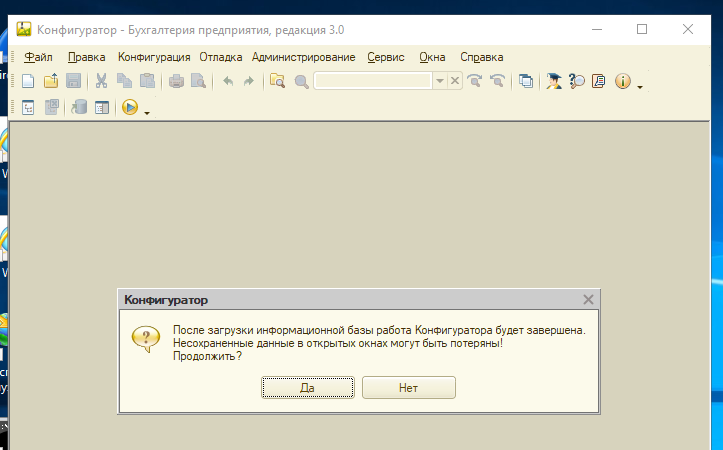 Конфигуратор - Бухгалтерия предприятия, редакция 3.0
Файл Правка Конфигурация Отладка Администрирование Сервис Окна Справка
Конфигуратор
После загрузки информационной базы работа Конфигуратора будет завершена.
Несохраненные данные в открытых окнах могут быть потеряны!
Продолжить?
Да Нет